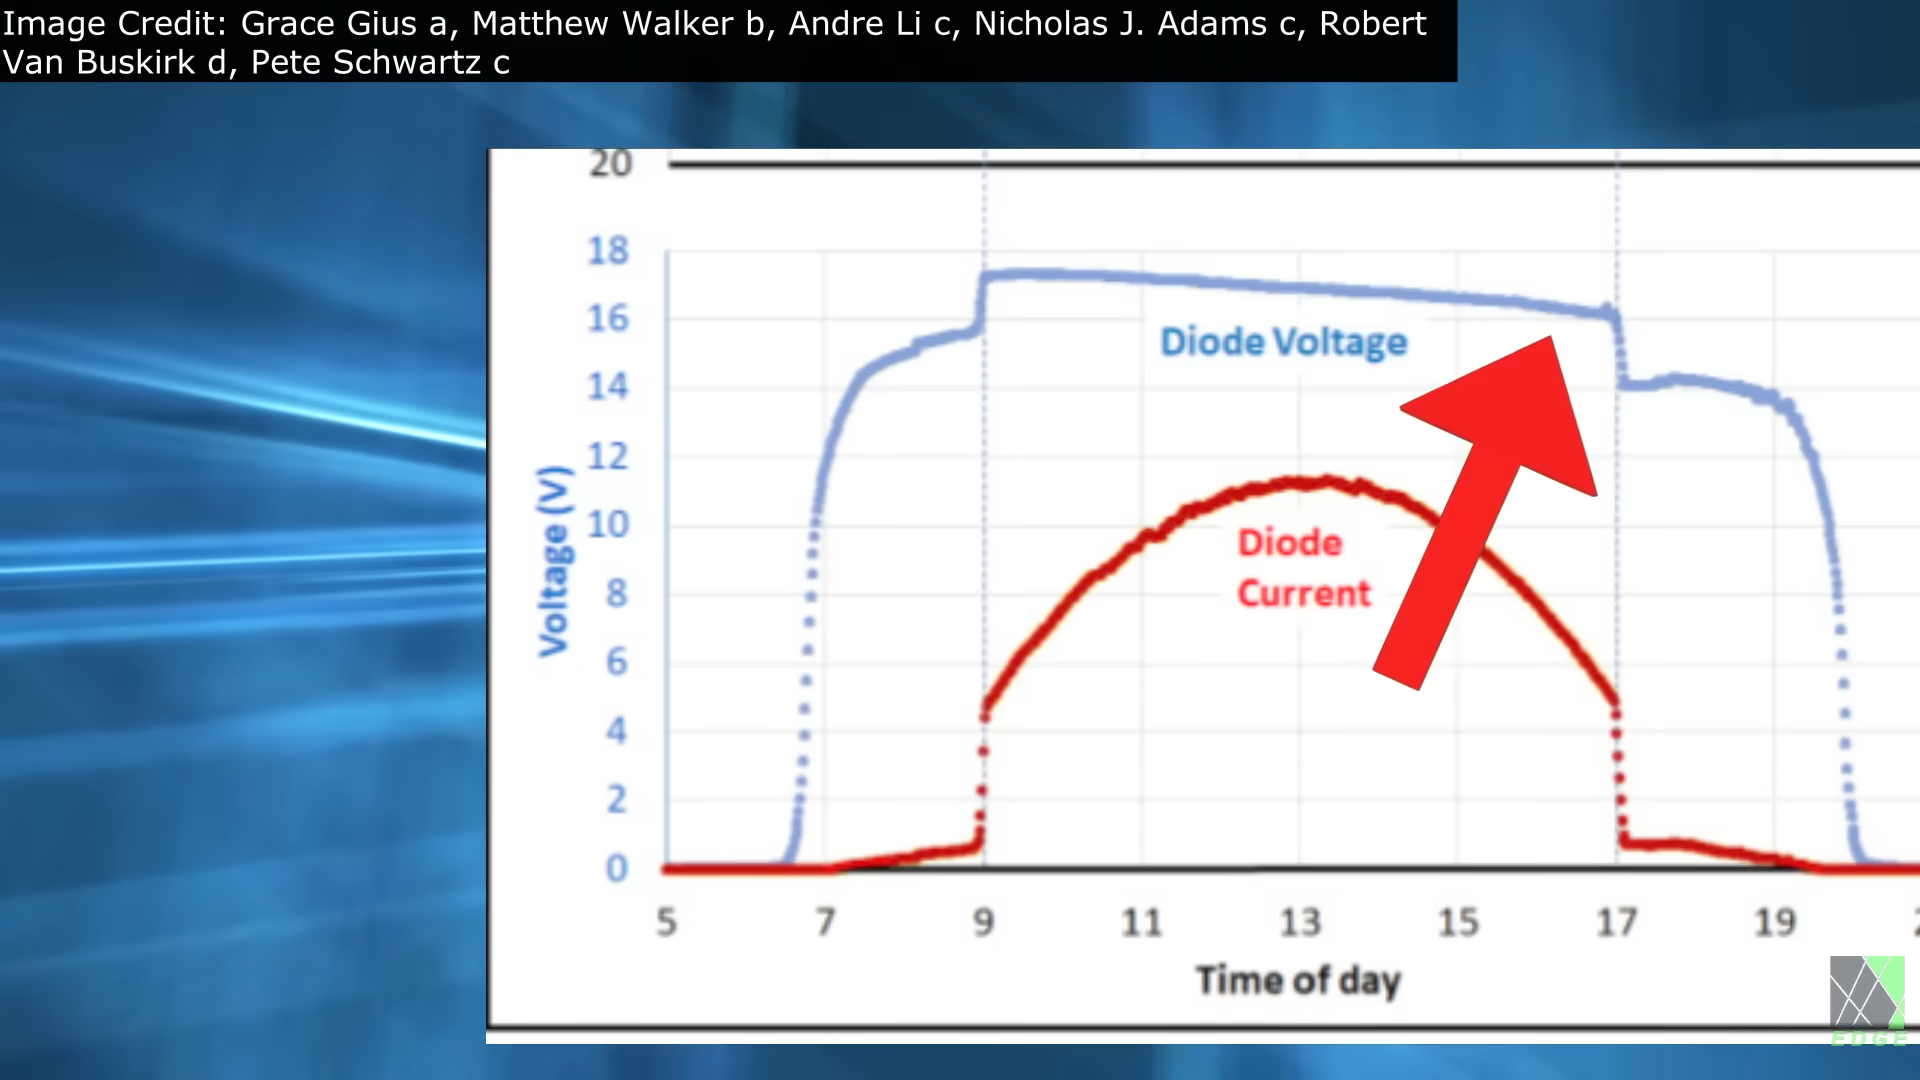 Image Credit: Grace Gius a, Matthew Walker b, Andre Li c, Nicholas J. Adams c, Robert
Van Buskirk d, Pete Schwartz c
20
18
16
14
12
10
8
6
4
2
0
Voltage (V)
Diode Voltage
Diode
Current
5 7 9 11 13 15 17 19
Time of day
EDGE